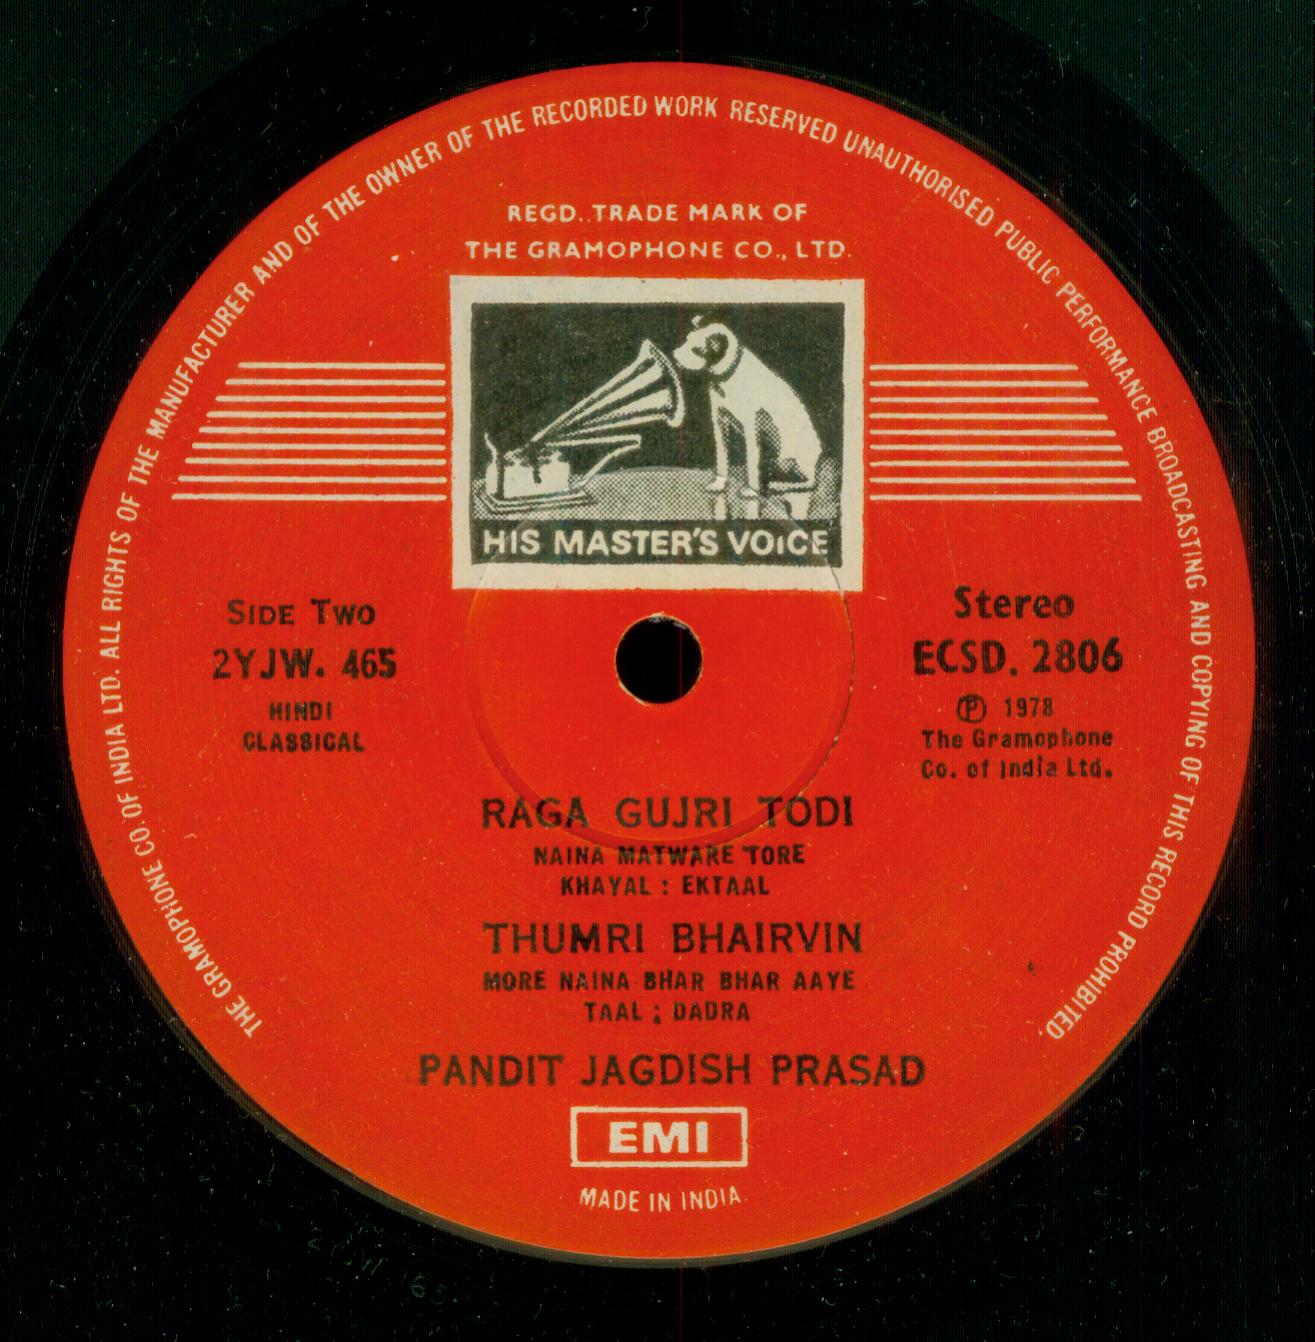 THE GRAMOPHONE CO. OF INDIA LTD. ALL RIGHTS OF THE MANUFACTURER AND OF THE OWNER OF THE RECORDED WORK RESERVED UNAUTHORISED PUBLIC PERFORMANCE BROADCASTING AND COPYING OF THIS RECORD PROHIBITED
REGD. TRADE MARK OF
THE GRAMOPHONE CO., LTD.
HIS MASTER'S VOICE
SIDE TWO
2YJW. 465
HINDI
CLASSICAL
Stereo
ECSD. 2806
℗ 1978
The Gramophone
Co. of India Ltd.
RAGA GUJRI TODI
NAINA MATWARE TORE
KHAYAL : EKTAAL
THUMRI BHAIRVIN
MORE NAINA BHAR BHAR AAYE
TAAL : DADRA
PANDIT JAGDISH PRASAD
EMI
MADE IN INDIA